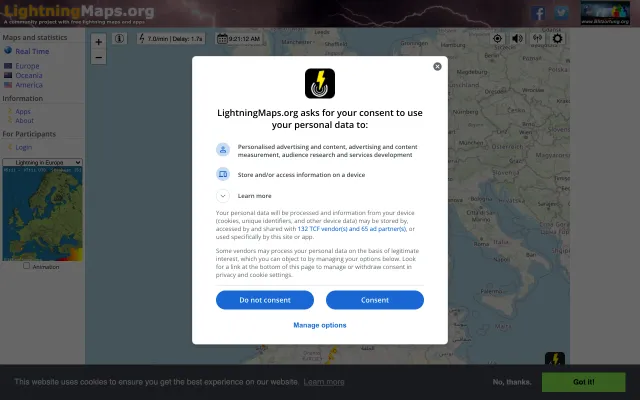 LightningMaps.org
A community project with free lightning maps and apps
www.Blitzortung.org
Maps and statistics
Real Time
Europe
Oceania
America
Information
Apps
About
For Participants
Login
Lightning in Europe
Animation
+
−
7.0/min | Delay: 1.7s
9:21:12 AM
Manchester
Sheffield
Magdeburg
LightningMaps.org asks for your consent to use
your personal data to:
Personalised advertising and content, advertising and content
measurement, audience research and services development
Store and/or access information on a device
Learn more
Your personal data will be processed and information from your device
(cookies, unique identifiers, and other device data) may be stored by,
accessed by and shared with 132 TCF vendor(s) and 65 ad partner(s), or
used specifically by this site or app.
Some vendors may process your personal data on the basis of legitimate
interest, which you can object to by managing your options below. Look
for a link at the bottom of this page to manage or withdraw consent in
privacy and cookie settings.
Do not consent
Consent
Manage options
This website uses cookies to ensure you get the best experience on our website. Learn more
No, thanks.
Got it!